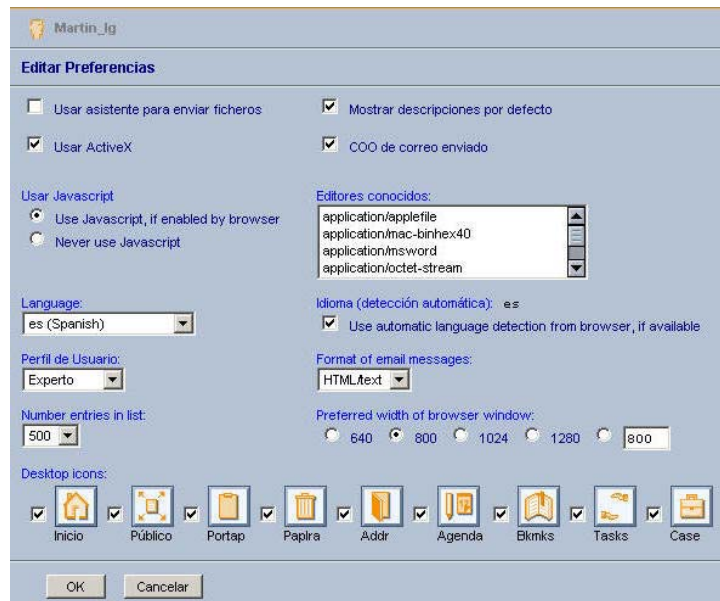 Martin_lg
Editar Preferencias
Usar asistente para enviar ficheros
Mostrar descripciones por defecto
Usar ActiveX
COO de correo enviado
Usar Javascript
Use Javascript, if enabled by browser
Never use Javascript
Editores conocidos:
application/applefile
application/mac-binhex40
application/msword
application/octet-stream
Language:
es (Spanish)
Idioma (detección automática): es
Use automatic language detection from browser, if available
Perfil de Usuario:
Experto
Format of email messages:
HTML/text
Number entries in list:
500
Preferred width of browser window:
640 800 1024 1280 800
Desktop icons:
Inicio Público Portap Paplra Addr Agenda Bkmks Tasks Case
OK Cancelar